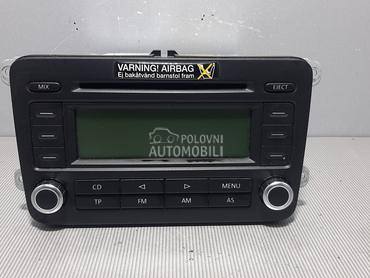 VARNING! AIRBAG
Ej bakåtvänd barnstol fram
MIX
EJECT
POLOVNI
AUTOMOBILI
CD
MENU
TP
FM
AM
AS